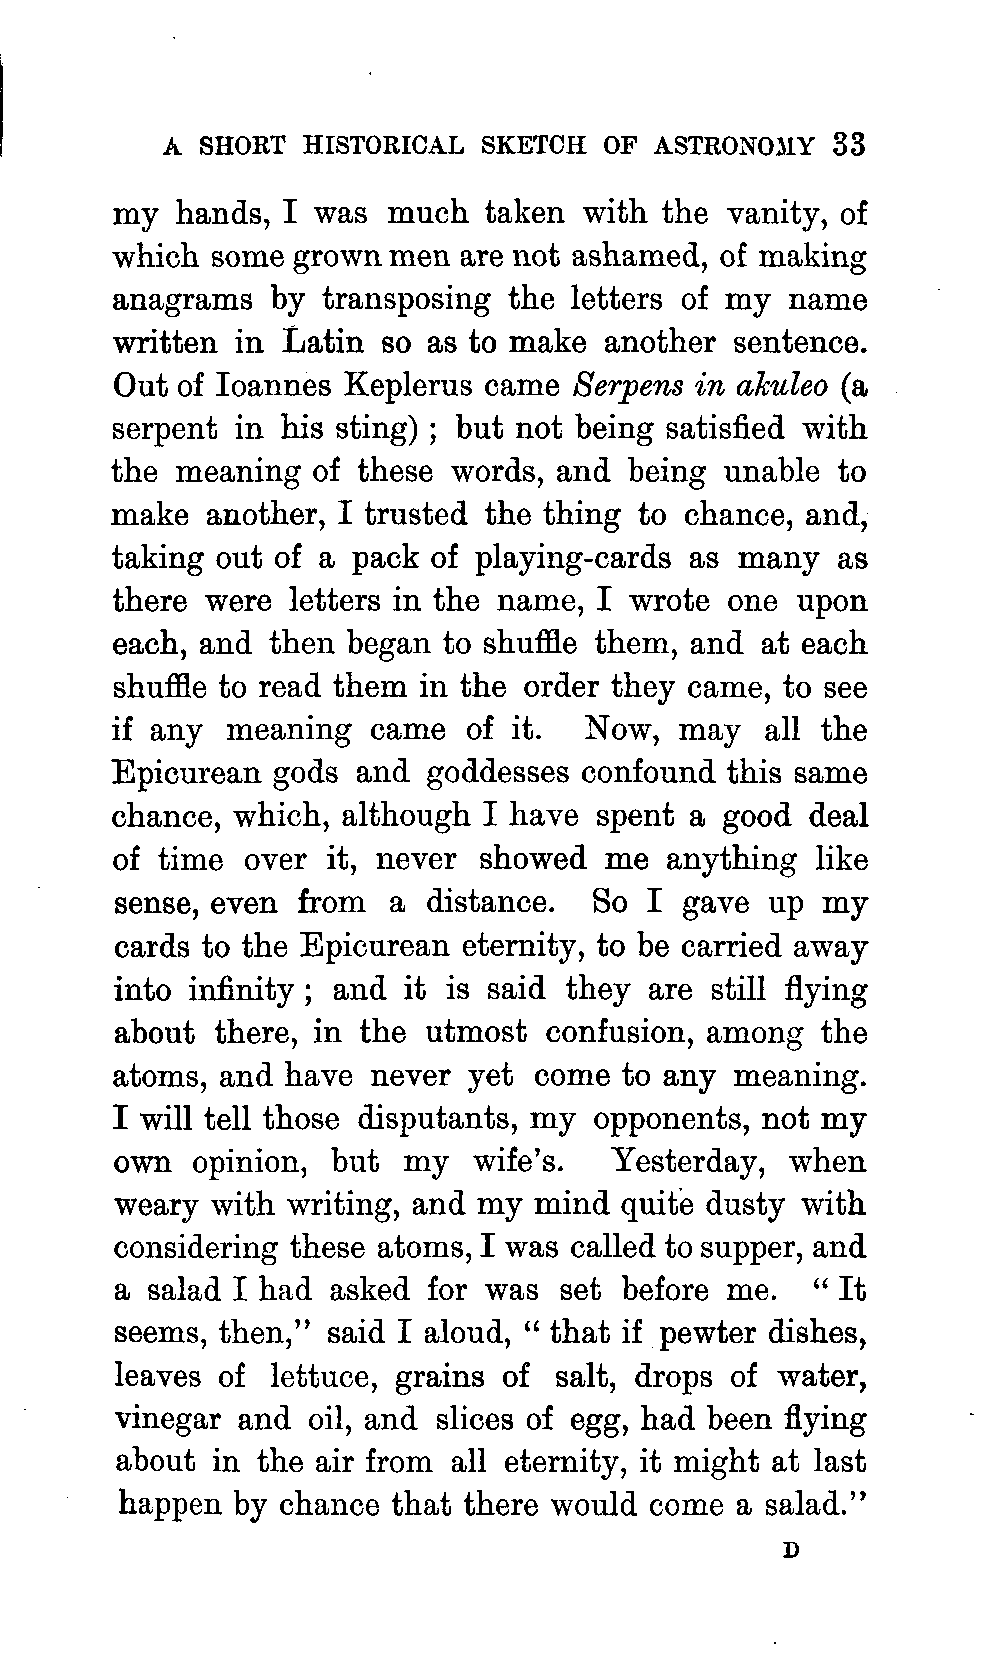 A SHORT HISTORICAL SKETCH OF ASTRONOMY 33
my hands, I was much taken with the vanity, of
which some grown men are not ashamed, of making
anagrams by transposing the letters of my name
written in Latin so as to make another sentence.
Out of Ioannes Keplerus came Serpens in akuleo (a
serpent in his sting) ; but not being satisfied with
the meaning of these words, and being unable to
make another, I trusted the thing to chance, and,
taking out of a pack of playing-cards as many as
there were letters in the name, I wrote one upon
each, and then began to shuffle them, and at each
shuffle to read them in the order they came, to see
if any meaning came of it. Now, may all the
Epicurean gods and goddesses confound this same
chance, which, although I have spent a good deal
of time over it, never showed me anything like
sense, even from a distance. So I gave up my
cards to the Epicurean eternity, to be carried away
into infinity ; and it is said they are still flying
about there, in the utmost confusion, among the
atoms, and have never yet come to any meaning.
I will tell those disputants, my opponents, not my
own opinion, but my wife's. Yesterday, when
weary with writing, and my mind quite dusty with
considering these atoms, I was called to supper, and
a salad I had asked for was set before me. " It
seems, then," said I aloud, " that if pewter dishes,
leaves of lettuce, grains of salt, drops of water,
vinegar and oil, and slices of egg, had been flying
about in the air from all eternity, it might at last
happen by chance that there would come a salad."
D